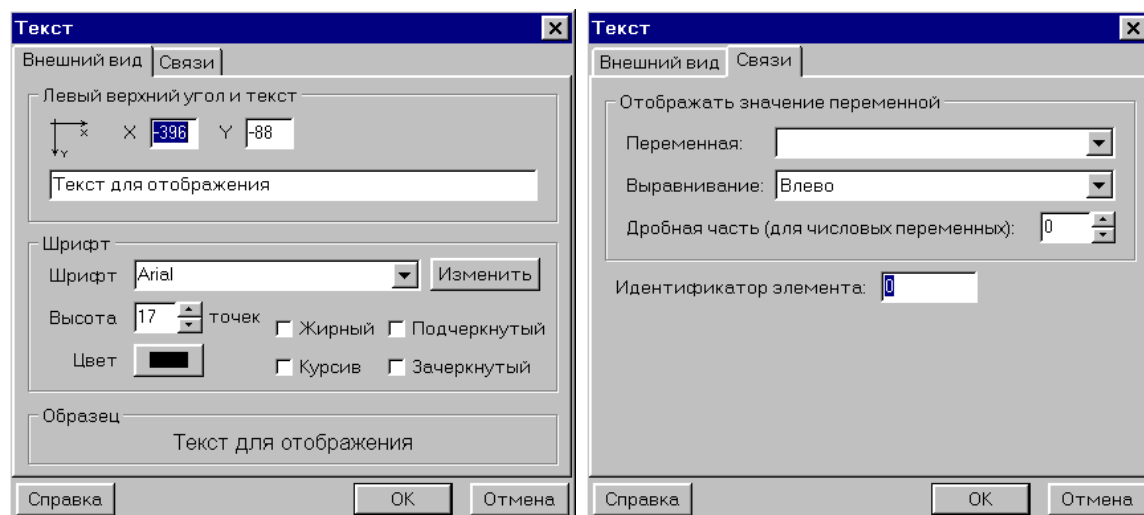 Текст
Внешний вид
Связи
Левый верхний угол и текст
x
Y
X -396 Y -88
Текст для отображения
Шрифт
Шрифт Arial Изменить
Высота 17 точек
Жирный Подчеркнутый
Цвет
Курсив Зачеркнутый
Образец
Текст для отображения
Справка OK Отмена
Текст
Внешний вид
Связи
Отображать значение переменной
Переменная:
Выравнивание: Влево
Дробная часть (для числовых переменных): 0
Идентификатор элемента: 0
Справка OK Отмена